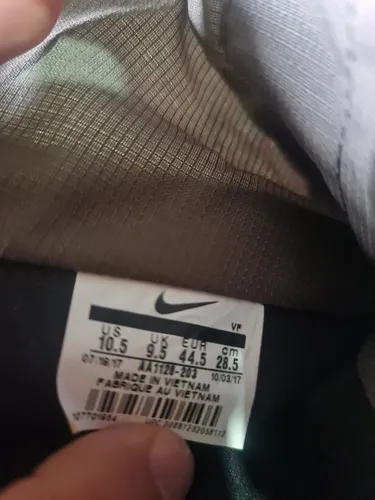 VF
US UK EUR cm
10.5 9.5 44.5 28.5
07/19/17 AA1128-203 10/03/17
MADE IN VIETNAM
FABRIQUE AU VIETNAM